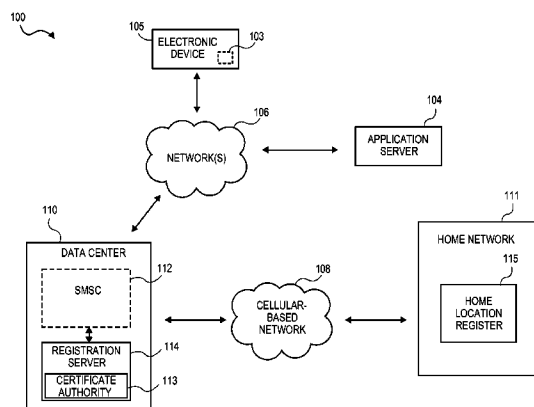 100
105
ELECTRONIC
DEVICE
103
106
NETWORK(S)
104
APPLICATION
SERVER
110
DATA CENTER
112
SMSC
REGISTRATION
SERVER
114
CERTIFICATE
AUTHORITY
113
108
CELLULAR-
BASED
NETWORK
111
HOME NETWORK
115
HOME
LOCATION
REGISTER